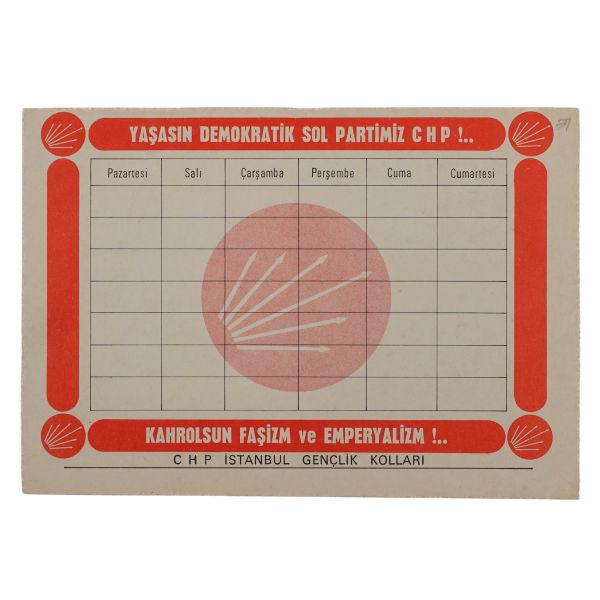 YAŞASIN DEMOKRATİK SOL PARTİMİZ C H P !..
Pazartesi Salı Çarşamba Perşembe Cuma Cumartesi
KAHROLSUN FAŞİZM ve EMPERYALİZM !..
C H P İSTANBUL GENÇLİK KOLLARI